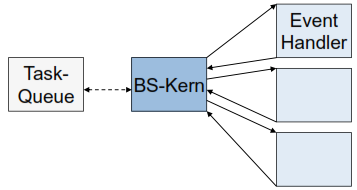 Task-
Queue
BS-Kern
Event
Handler